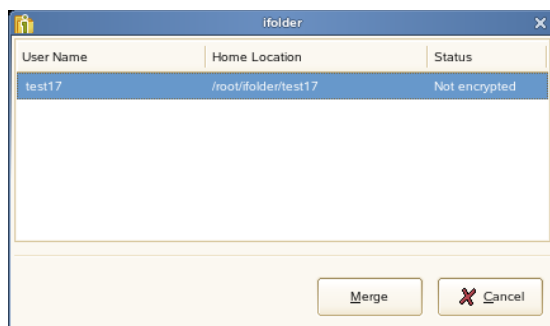 ifolder
User Name Home Location Status
test17 /root/ifolder/test17 Not encrypted
Merge Cancel